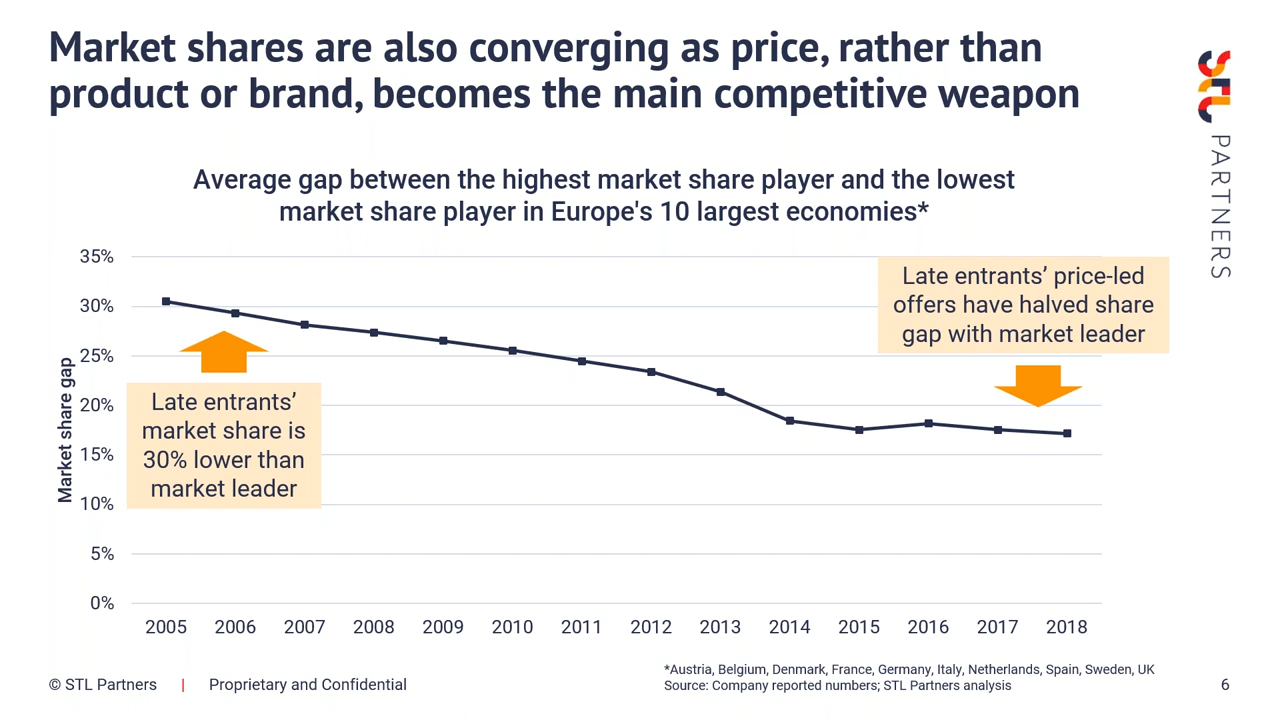 Market shares are also converging as price, rather than
product or brand, becomes the main competitive weapon
STL
PARTNERS
Average gap between the highest market share player and the lowest
market share player in Europe's 10 largest economies*
Market share gap
35%
30%
25%
20%
15%
10%
5%
0%
Late entrants’
market share is
30% lower than
market leader
Late entrants’ price-led
offers have halved share
gap with market leader
2005 2006 2007 2008 2009 2010 2011 2012 2013 2014 2015 2016 2017 2018
*Austria, Belgium, Denmark, France, Germany, Italy, Netherlands, Spain, Sweden, UK
Source: Company reported numbers; STL Partners analysis
© STL Partners | Proprietary and Confidential
6